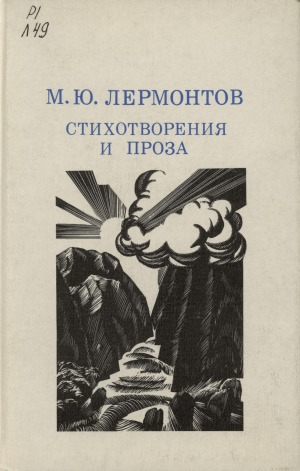 Р1
Л49
М.Ю. ЛЕРМОНТОВ
СТИХОТВОРЕНИЯ
И ПРОЗА